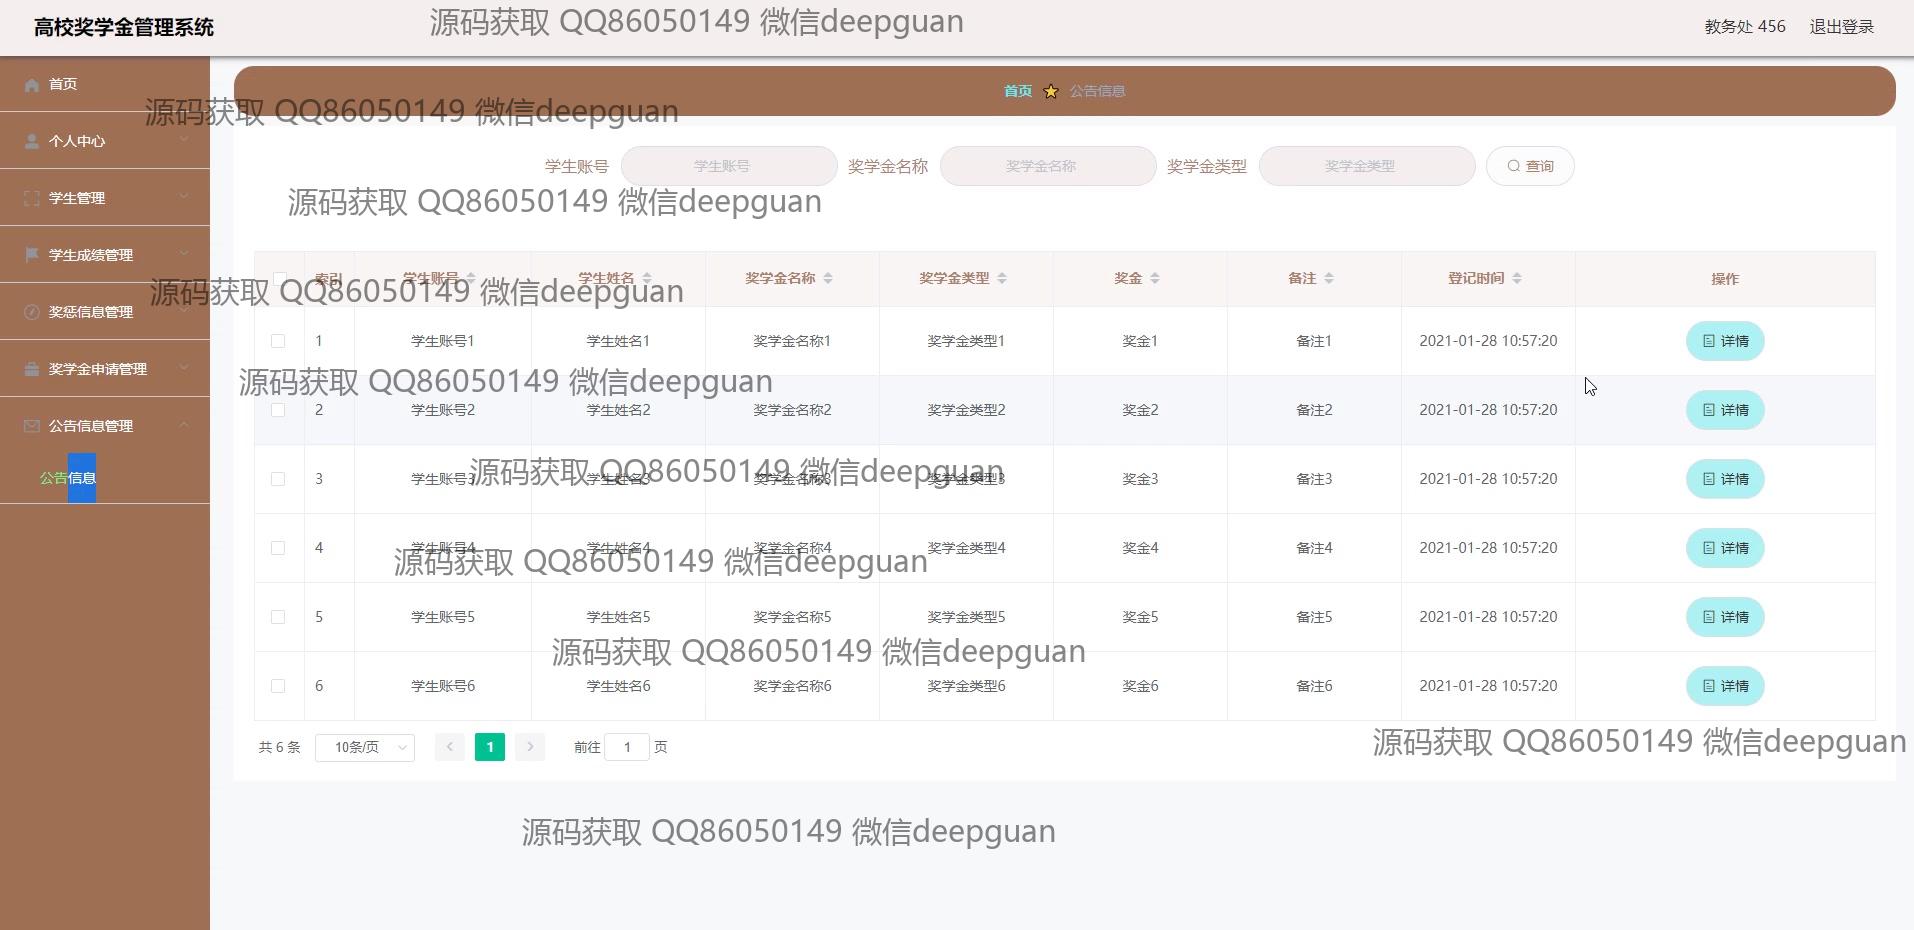 高校奖学金管理系统
源码获取 QQ86050149 微信deepguan
教务处 456 退出登录
首页
首页 公告信息
源码获取 QQ86050149 微信deepguan
个人中心
学生账号 学生账号 奖学金名称 奖学金名称 奖学金类型 奖学金类型 查询
学生管理
源码获取 QQ86050149 微信deepguan
学生成绩管理
索引 学生账号 学生姓名 奖学金名称 奖学金类型 奖金 备注 登记时间 操作
源码获取 QQ86050149 微信deepguan
奖惩信息管理
1 学生账号1 学生姓名1 奖学金名称1 奖学金类型1 奖金1 备注1 2021-01-28 10:57:20 详情
奖学金申请管理
源码获取 QQ86050149 微信deepguan
2 学生账号2 学生姓名2 奖学金名称2 奖学金类型2 奖金2 备注2 2021-01-28 10:57:20 详情
公告信息管理
公告信息
源码获取 QQ86050149 微信deepguan
3 学生账号3 学生姓名3 奖学金名称3 奖学金类型3 奖金3 备注3 2021-01-28 10:57:20 详情
4 学生账号4 学生姓名4 奖学金名称4 奖学金类型4 奖金4 备注4 2021-01-28 10:57:20 详情
源码获取 QQ86050149 微信deepguan
5 学生账号5 学生姓名5 奖学金名称5 奖学金类型5 奖金5 备注5 2021-01-28 10:57:20 详情
源码获取 QQ86050149 微信deepguan
6 学生账号6 学生姓名6 奖学金名称6 奖学金类型6 奖金6 备注6 2021-01-28 10:57:20 详情
共 6 条 10条/页 1 前往 1 页
源码获取 QQ86050149 微信deepguan
源码获取 QQ86050149 微信deepguan